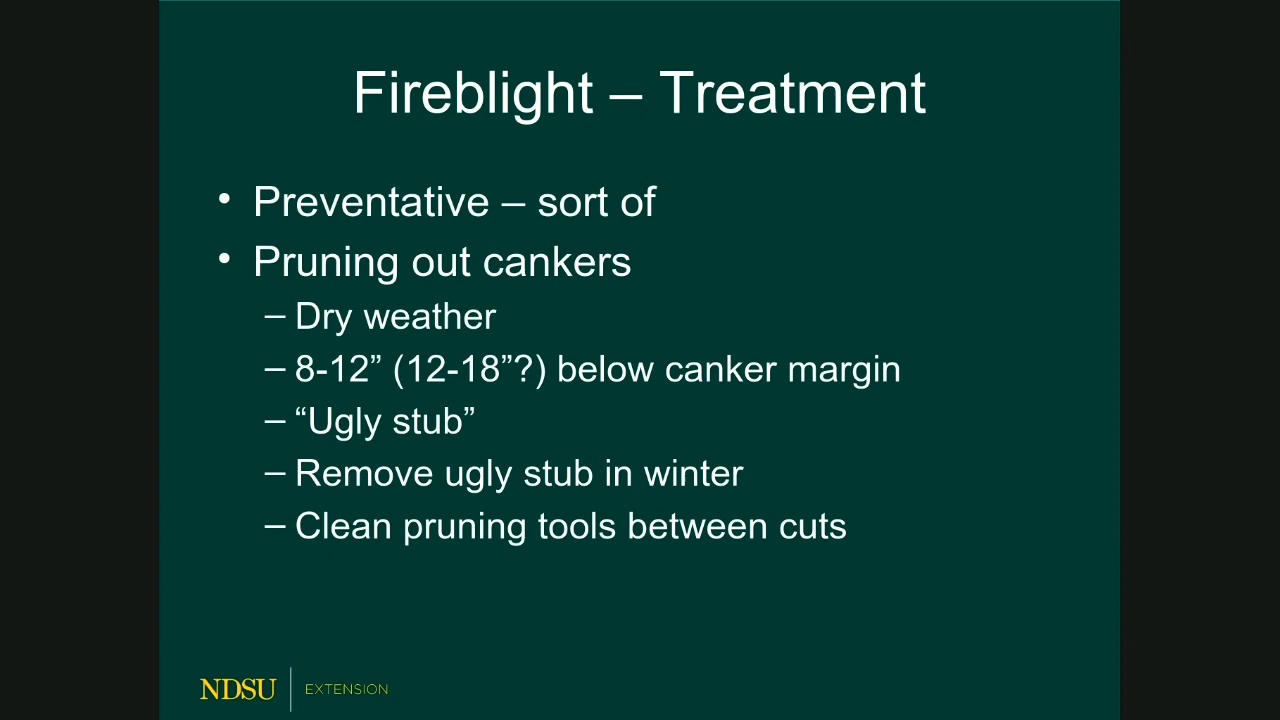 Fireblight – Treatment
• Preventative – sort of
• Pruning out cankers
– Dry weather
– 8-12” (12-18”?) below canker margin
– “Ugly stub”
– Remove ugly stub in winter
– Clean pruning tools between cuts
NDSU EXTENSION